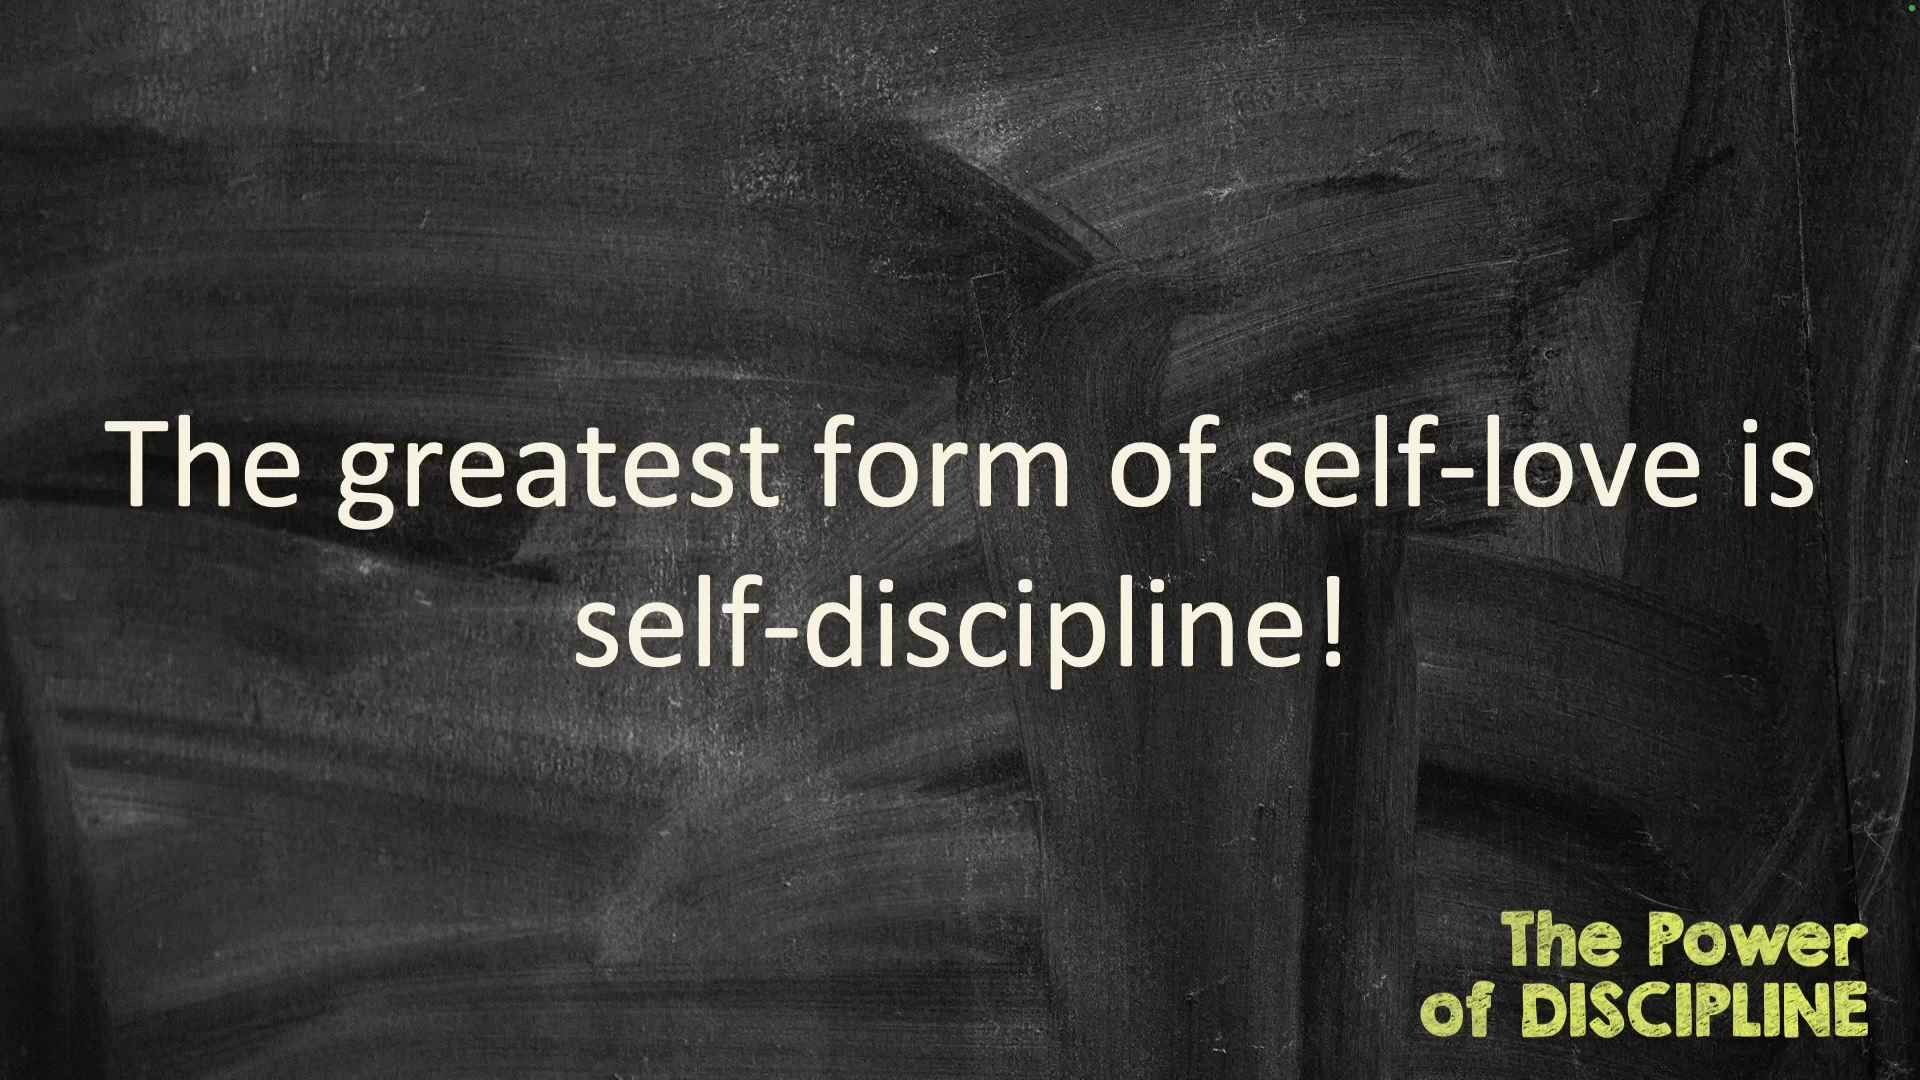 The greatest form of self-love is
self-discipline!
The Power
of DISCIPLINE